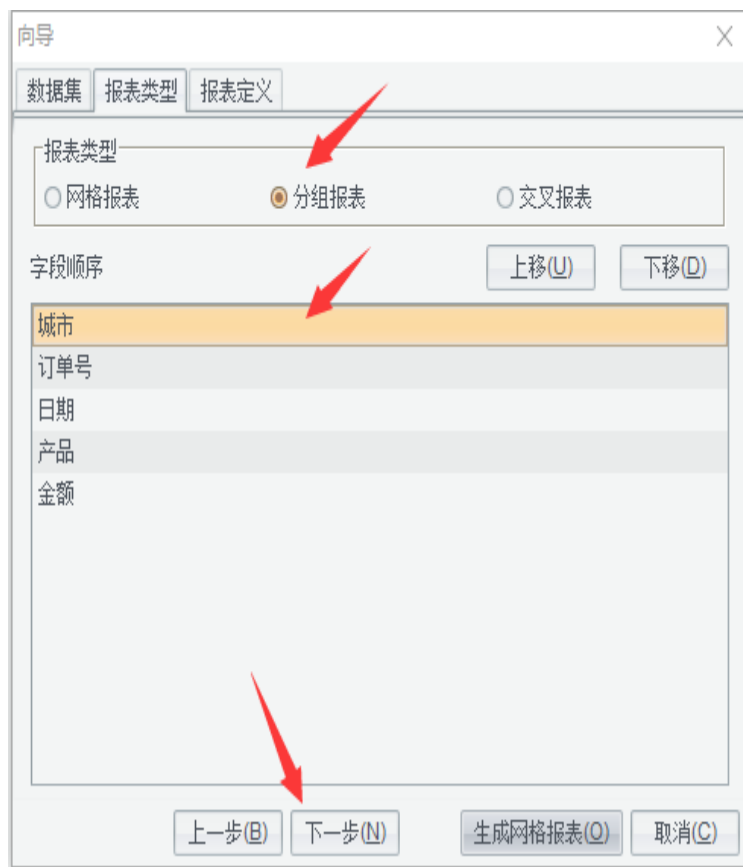 向导
数据集 报表类型 报表定义
报表类型
网格报表 分组报表 交叉报表
字段顺序 上移(U) 下移(D)
城市
订单号
日期
产品
金额
上一步(B) 下一步(N) 生成网格报表(O) 取消(C)